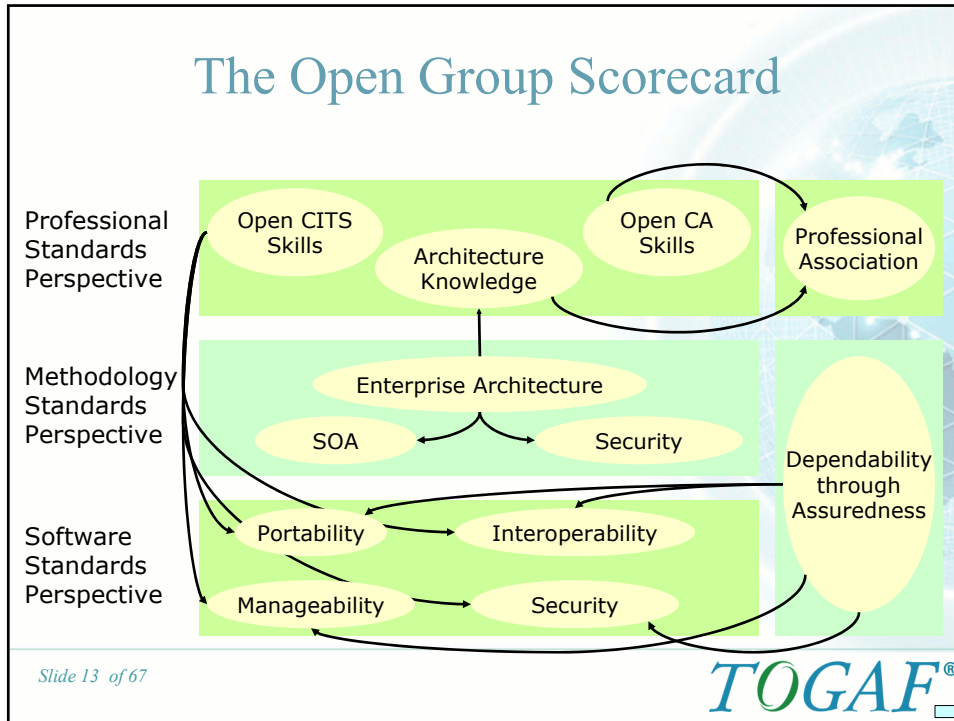 The Open Group Scorecard
Professional
Standards
Perspective
Open CITS
Skills
Architecture
Knowledge
Open CA
Skills
Professional
Association
Methodology
Standards
Perspective
Enterprise Architecture
SOA
Security
Dependability
through
Assuredness
Software
Standards
Perspective
Portability
Interoperability
Manageability
Security
Slide 13 of 67
TOGAF®